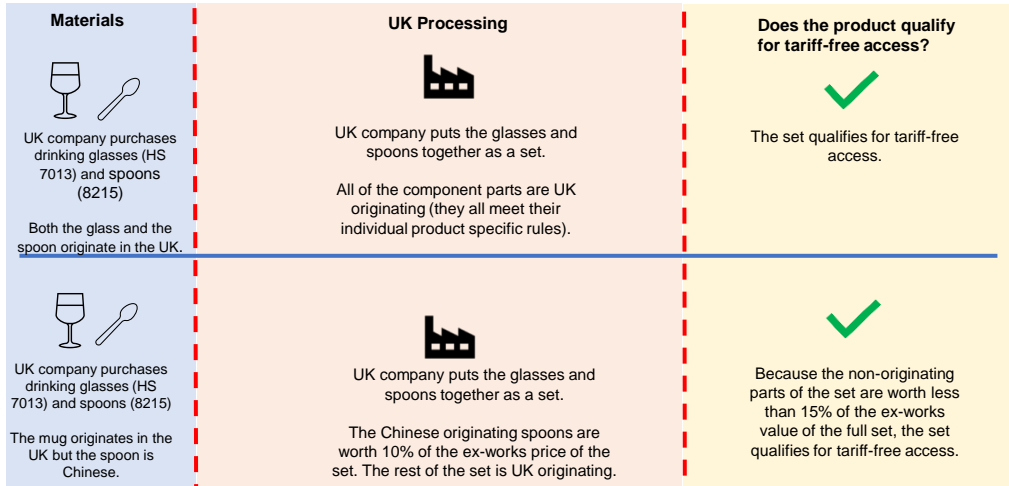 Materials
UK Processing
Does the product qualify
for tariff-free access?
UK company purchases
drinking glasses (HS
7013) and spoons
(8215)
Both the glass and the
spoon originate in the UK.
UK company puts the glasses and
spoons together as a set.
All of the component parts are UK
originating (they all meet their
individual product specific rules).
The set qualifies for tariff-free
access.
UK company purchases
drinking glasses (HS
7013) and spoons (8215)
The mug originates in the
UK but the spoon is
Chinese.
UK company puts the glasses and
spoons together as a set.
The Chinese originating spoons are
worth 10% of the ex-works price of the
set. The rest of the set is UK originating.
Because the non-originating
parts of the set are worth less
than 15% of the ex-works
value of the full set, the set
qualifies for tariff-free access.